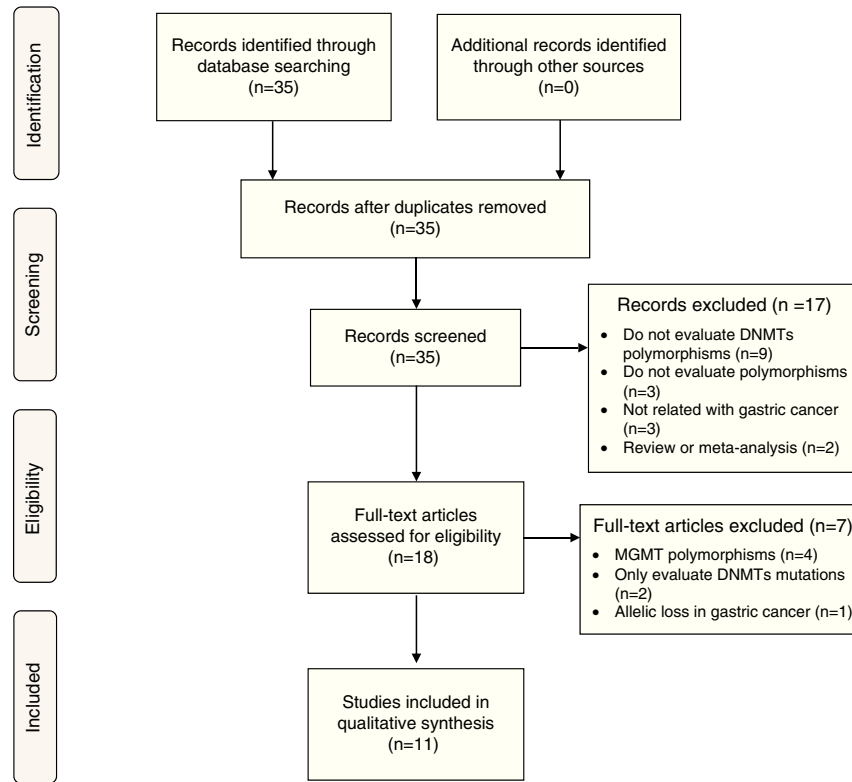 Identification
Records identified through
database searching
(n=35)
Additional records identified
through other sources
(n=0)
Records after duplicates removed
(n=35)
Screening
Records screened
(n=35)
Records excluded (n =17)
• Do not evaluate DNMTs
polymorphisms (n=9)
• Do not evaluate polymorphisms
(n=3)
• Not related with gastric cancer
(n=3)
• Review or meta-analysis (n=2)
Eligibility
Full-text articles
assessed for eligibility
(n=18)
Full-text articles excluded (n=7)
• MGMT polymorphisms (n=4)
• Only evaluate DNMTs mutations
(n=2)
• Allelic loss in gastric cancer (n=1)
Included
Studies included in
qualitative synthesis
(n=11)